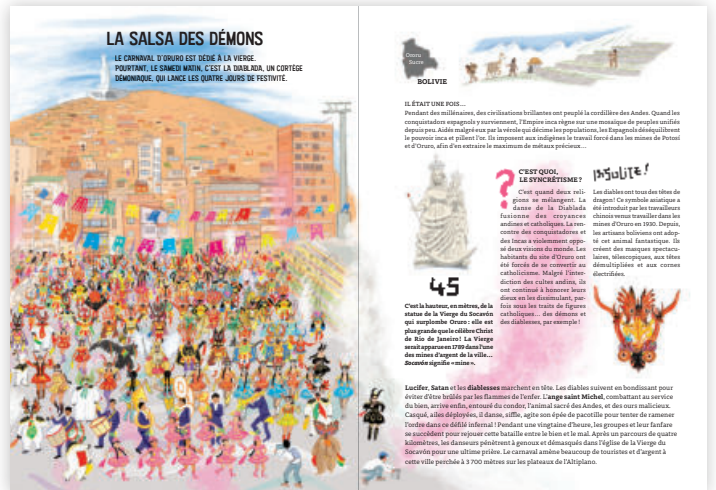 LA SALSA DES DÉMONS
LE CARNAVAL D'ORURO EST DÉDIÉ À LA VIERGE.
POURTANT, LE SAMEDI MATIN, C'EST LA DIABLADA, UN CORTÈGE
DÉMONIAQUE, QUI LANCE LES QUATRE JOURS DE FESTIVITÉ.
Oruro
Sucre
BOLIVIE
IL ÉTAIT UNE FOIS...
Pendant des millénaires, des civilisations brillantes ont peuplé la cordillère des Andes. Quand les
conquistadors espagnols y surviennent, l'Empire inca règne sur une mosaïque de peuples unifiés
depuis peu. Aidés malgré eux par la vérole qui décime les populations, les Espagnols déséquilibrent
le pouvoir inca et pillent l'or. Ils imposent aux indigènes le travail forcé dans les mines de Potosí
et d'Oruro, afin d'en extraire le maximum de métaux précieux...
45
C'est la hauteur, en mètres, de la
statue de la Vierge du Socavón
qui surplombe Oruro : elle est
plus grande que le célèbre Christ
de Rio de Janeiro ! La Vierge
serait apparue en 1789 dans l'une
des mines d'argent de la ville...
Socavón signifie « mine ».
?
C'EST QUOI,
LE SYNCRÉTISME ?
C'est quand deux reli-
gions se mélangent. La
danse de la Diablada
fusionne des croyances
andines et catholiques. La ren-
contre des conquistadores et
des Incas a violemment oppo-
sé deux visions du monde. Les
habitants du site d'Oruro ont
été forcés de se convertir au
catholicisme. Malgré l'inter-
diction des cultes andins, ils
ont continué à honorer leurs
dieux en les dissimulant, par-
fois sous les traits de figures
catholiques... des démons et
des diablesses, par exemple !
INSOLITE !
Les diables ont tous des têtes de
dragon ! Ce symbole asiatique a
été introduit par les travailleurs
chinois venus travailler dans les
mines d'Oruro en 1930. Depuis,
les artisans boliviens ont adop-
té cet animal fantastique. Ils
créent des masques spectacu-
laires, télescopiques, aux têtes
démultipliées et aux cornes
électrifiées.
Lucifer, Satan et les diablesses marchent en tête. Les diables suivent en bondissant pour
éviter d'être brûlés par les flammes de l'enfer. L'ange saint Michel, combattant au service
du bien, arrive enfin, entouré du condor, l'animal sacré des Andes, et des ours malicieux.
Casqué, ailes déployées, il danse, siffle, agite son épée de pacotille pour tenter de ramener
l'ordre dans ce défilé infernal ! Pendant une vingtaine d'heure, les groupes et leur fanfare
se succèdent pour rejouer cette bataille entre le bien et le mal. Après un parcours de quatre
kilomètres, les danseurs pénètrent à genoux et démasqués dans l'église de la Vierge du
Socavón pour une ultime prière. Le carnaval amène beaucoup de touristes et d'argent à
cette ville perchée à 3 700 mètres sur les plateaux de l'Altiplano.